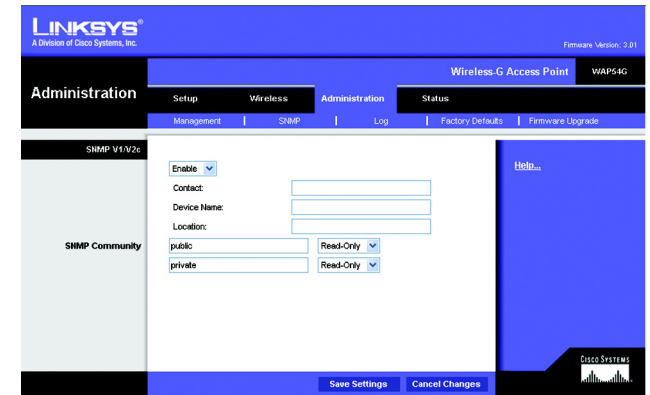 LINKSYS®
A Division of Cisco Systems, Inc.
Firmware Version: 3.01
Wireless-G Access Point WAP54G
Administration
Setup Wireless Administration Status
Management | SNMP | Log | Factory Defaults | Firmware Upgrade
SNMP V1/V2c
Enable
Help...
Contact:
Device Name:
Location:
SNMP Community public Read-Only
private Read-Only
CISCO SYSTEMS
Save Settings Cancel Changes